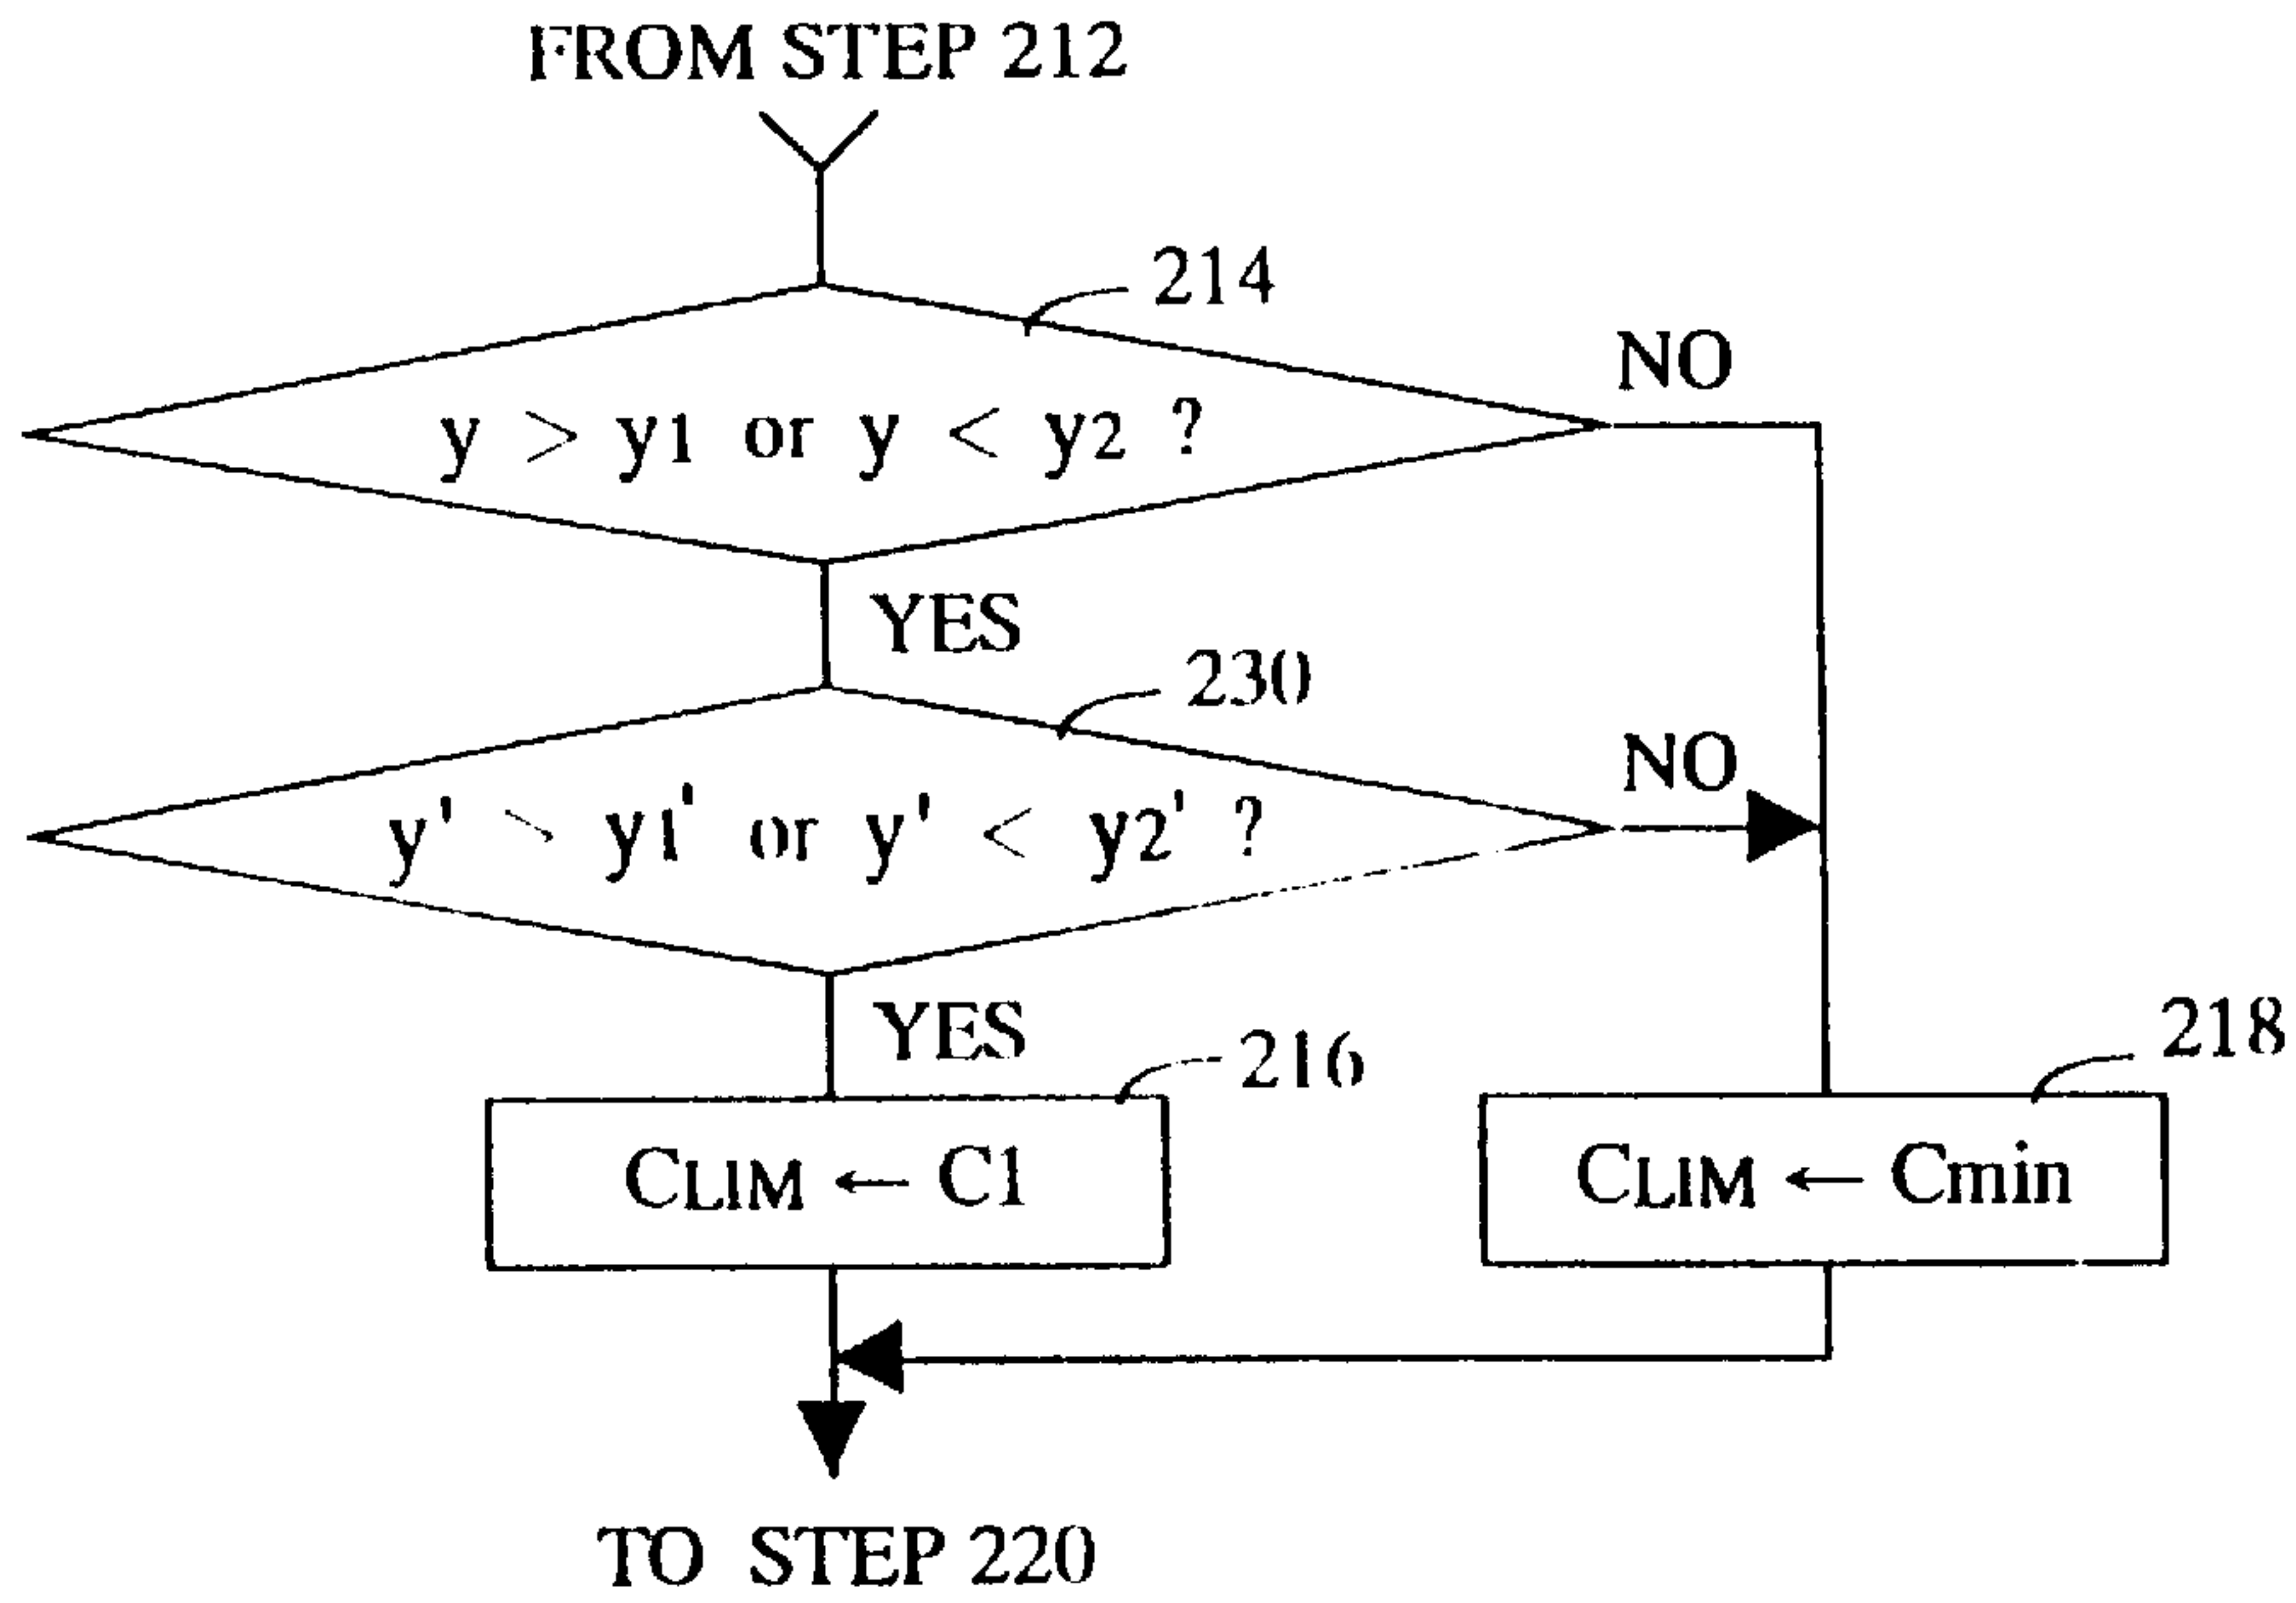 FROM STEP 212
214
NO
y > y1 or y < y2 ?
YES
230
NO
y' > y1' or y' < y2' ?
YES
216
218
CLIM ← C1
CLIM ← Cmin
TO STEP 220